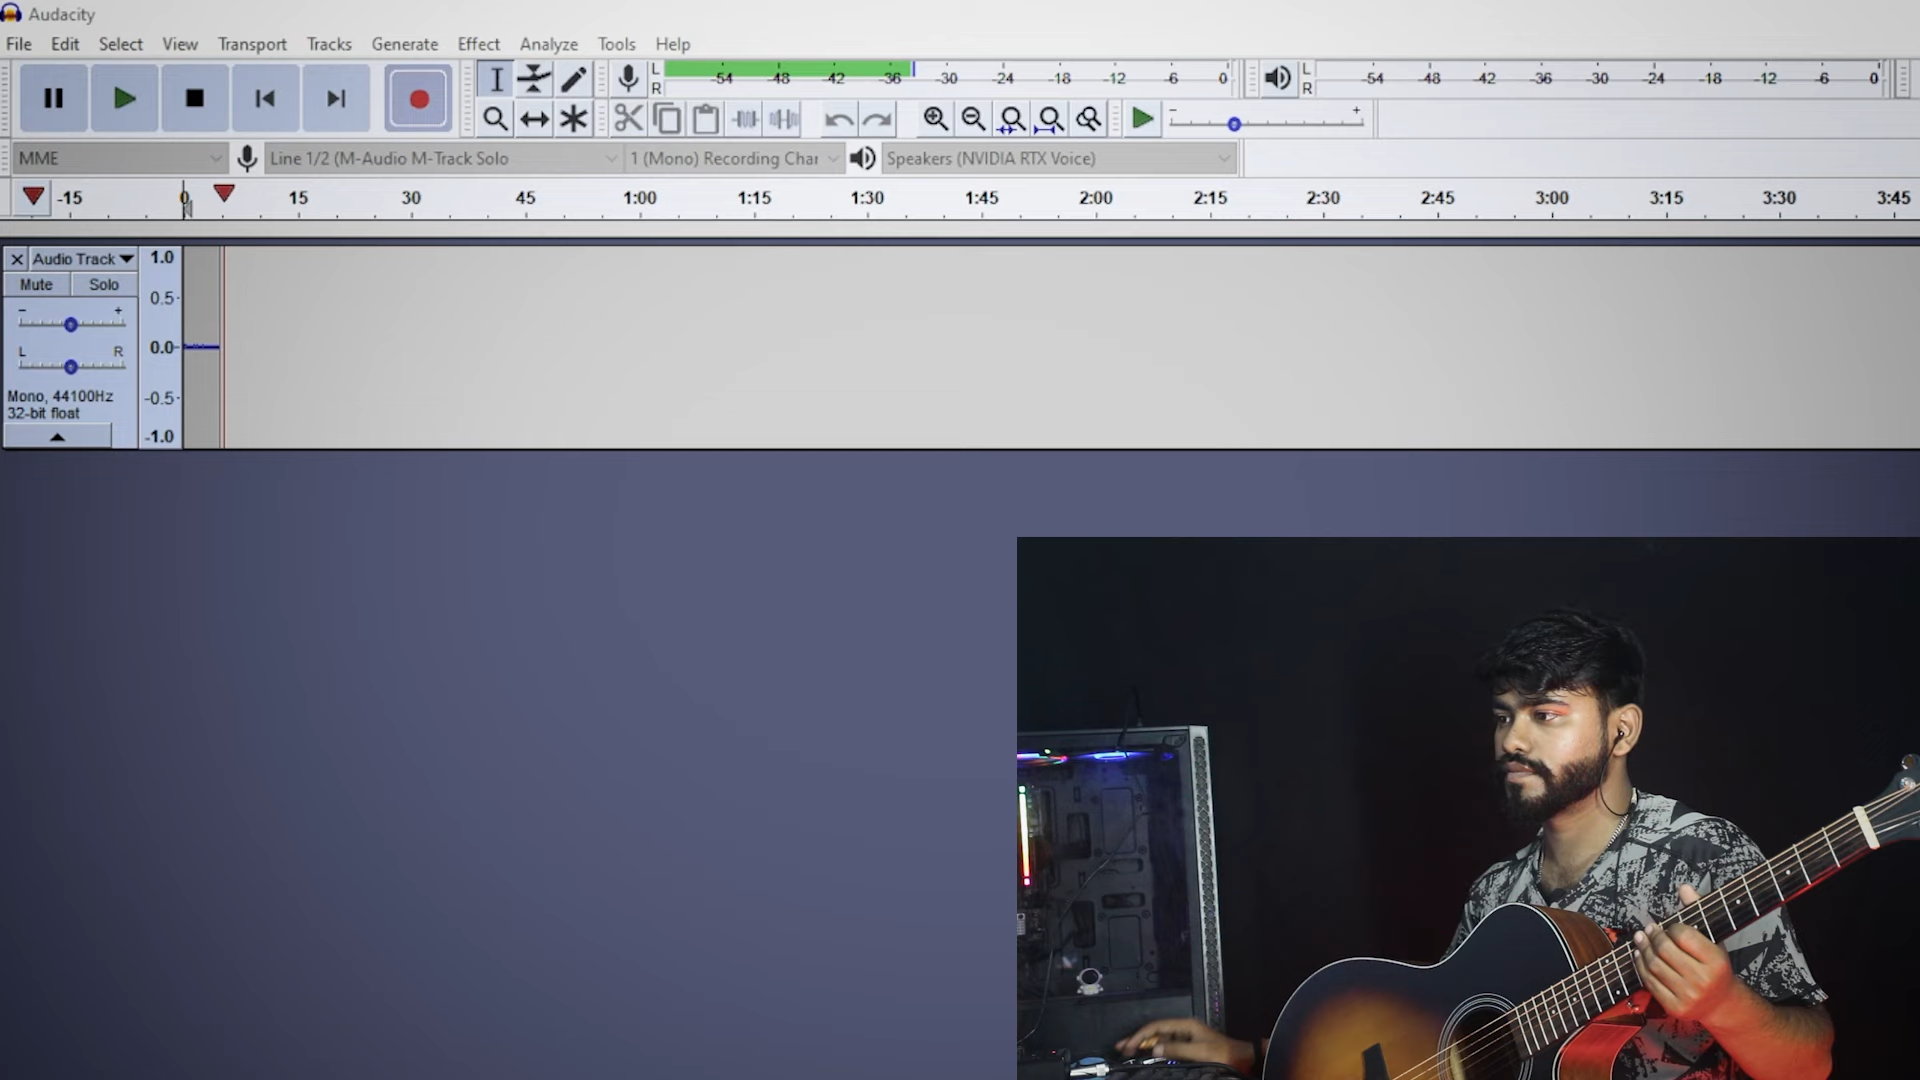 Audacity
File Edit Select View Transport Tracks Generate Effect Analyze Tools Help
L
R
-54 -48 -42 -36 -30 -24 -18 -12 -6 0
L
R
-54 -48 -42 -36 -30 -24 -18 -12 -6 0
- +
MME
Line 1/2 (M-Audio M-Track Solo
1 (Mono) Recording Char
Speakers (NVIDIA RTX Voice)
-15 0 15 30 45 1:00 1:15 1:30 1:45 2:00 2:15 2:30 2:45 3:00 3:15 3:30 3:45
Audio Track
Mute Solo
- +
L R
Mono, 44100Hz
32-bit float
1.0
0.5
0.0
-0.5
-1.0